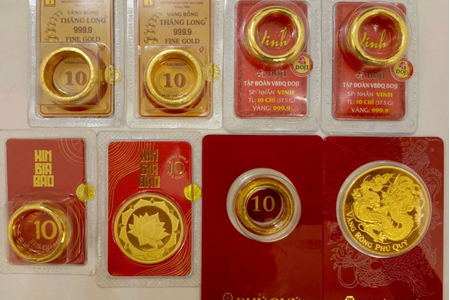 VÀNG RỒNG
THĂNG LONG
999.9
FINE GOLD
10
VÀNG RỒNG
THĂNG LONG
999.9
FINE GOLD
10
Vinh
DOJI
TẬP ĐOÀN VBĐQ DOJI
SP: NHẪN VINH
TL: 10 CHỈ (37.5 G)
VÀNG: 999.9
Vinh
DOJI
TẬP ĐOÀN VBĐQ DOJI
SP: NHẪN VINH
TL: 10 CHỈ (37.5 G)
VÀNG: 999.9
KIM
GIA
BẢO
10
KIM
GIA
BẢO
10
10
PHÚ QUÝ
VÀNG RỒNG PHÚ QUÝ